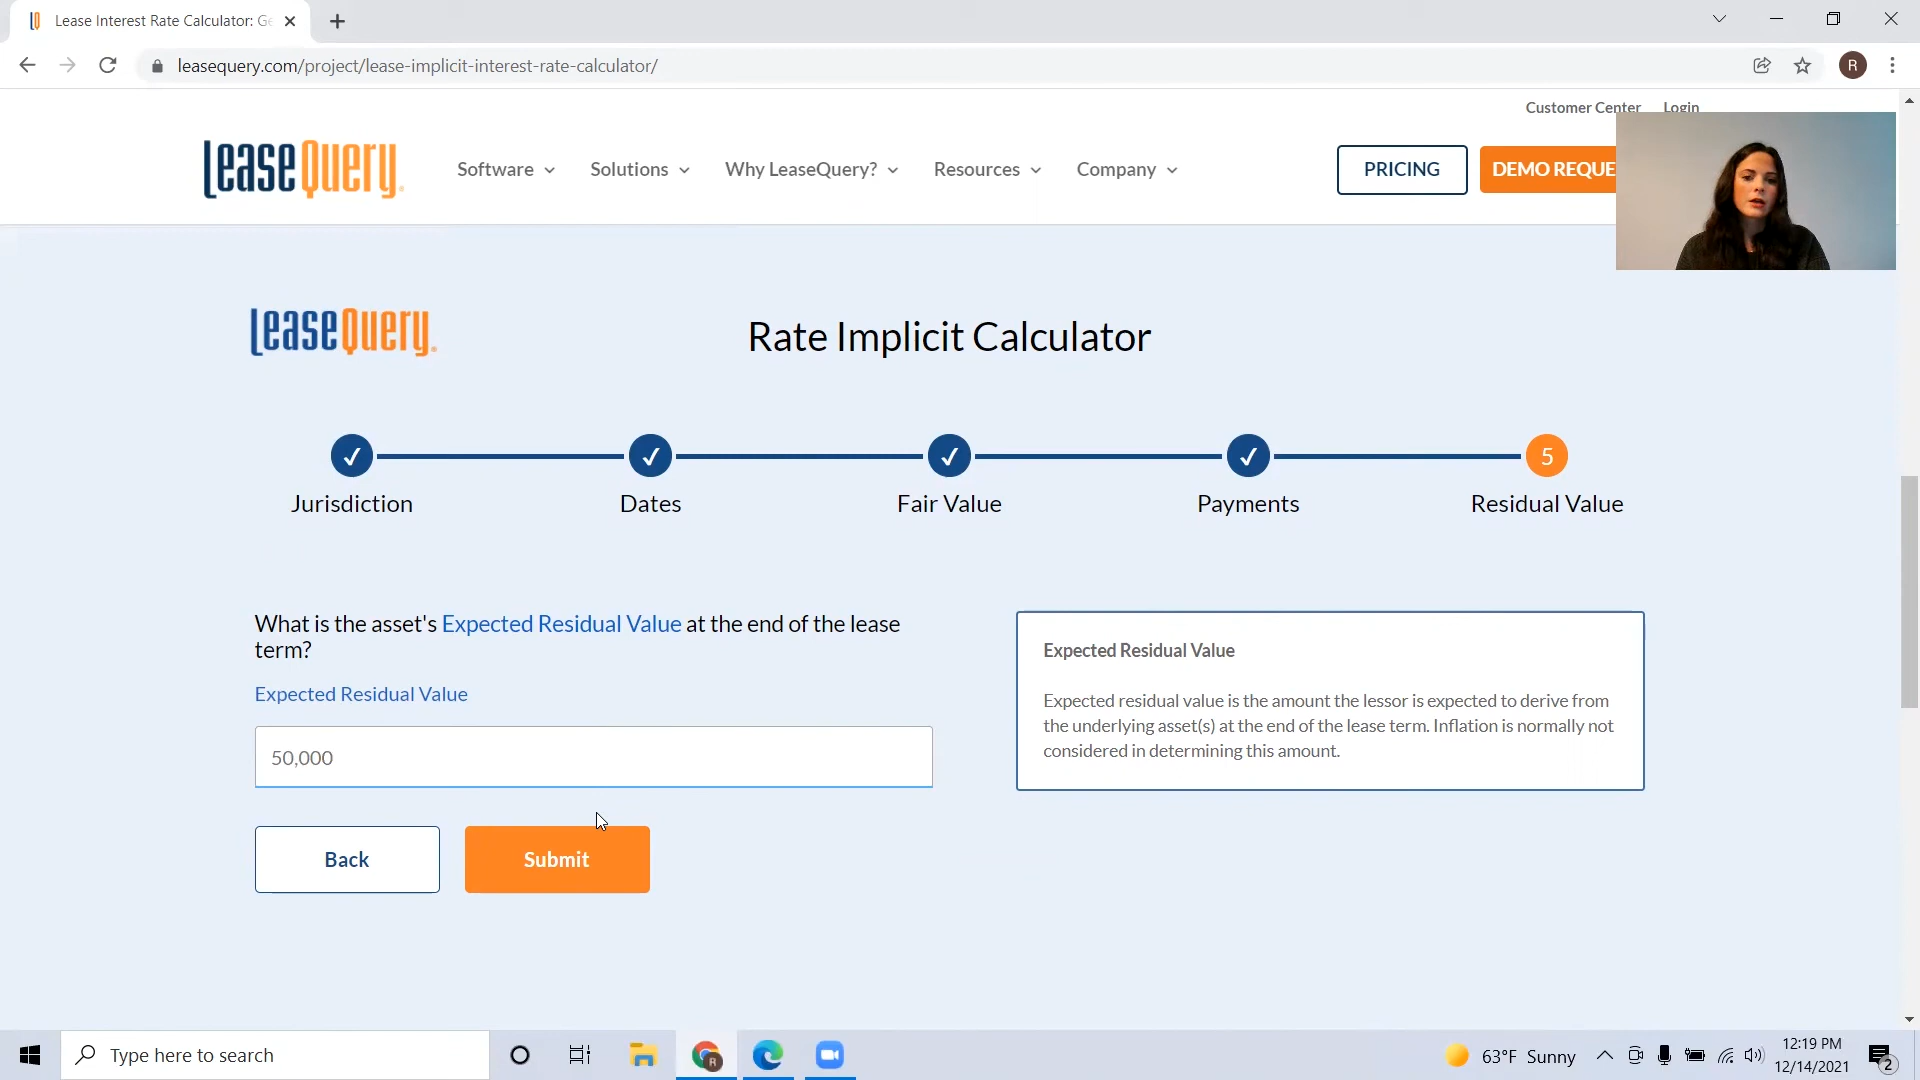 Lease Interest Rate Calculator: Ge
leasequery.com/project/lease-implicit-interest-rate-calculator/
R
Customer Center Login
LeaseQuery.
Software Solutions Why LeaseQuery? Resources Company
PRICING
DEMO REQUE
LeaseQuery.
Rate Implicit Calculator
5
Jurisdiction Dates Fair Value Payments Residual Value
What is the asset's Expected Residual Value at the end of the lease
term?
Expected Residual Value
50,000
Back
Submit
Expected Residual Value
Expected residual value is the amount the lessor is expected to derive from
the underlying asset(s) at the end of the lease term. Inflation is normally not
considered in determining this amount.
Type here to search
R
63°F Sunny
12:19 PM
12/14/2021
2